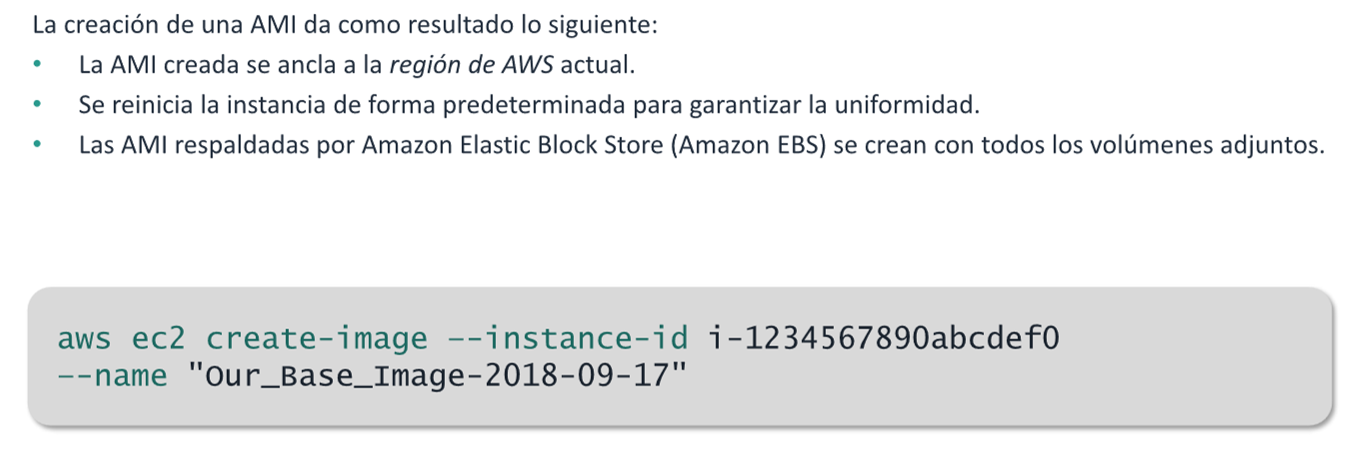 La creación de una AMI da como resultado lo siguiente:
• La AMI creada se ancla a la región de AWS actual.
• Se reinicia la instancia de forma predeterminada para garantizar la uniformidad.
• Las AMI respaldadas por Amazon Elastic Block Store (Amazon EBS) se crean con todos los volúmenes adjuntos.
aws ec2 create-image --instance-id i-1234567890abcdef0
--name "Our_Base_Image-2018-09-17"